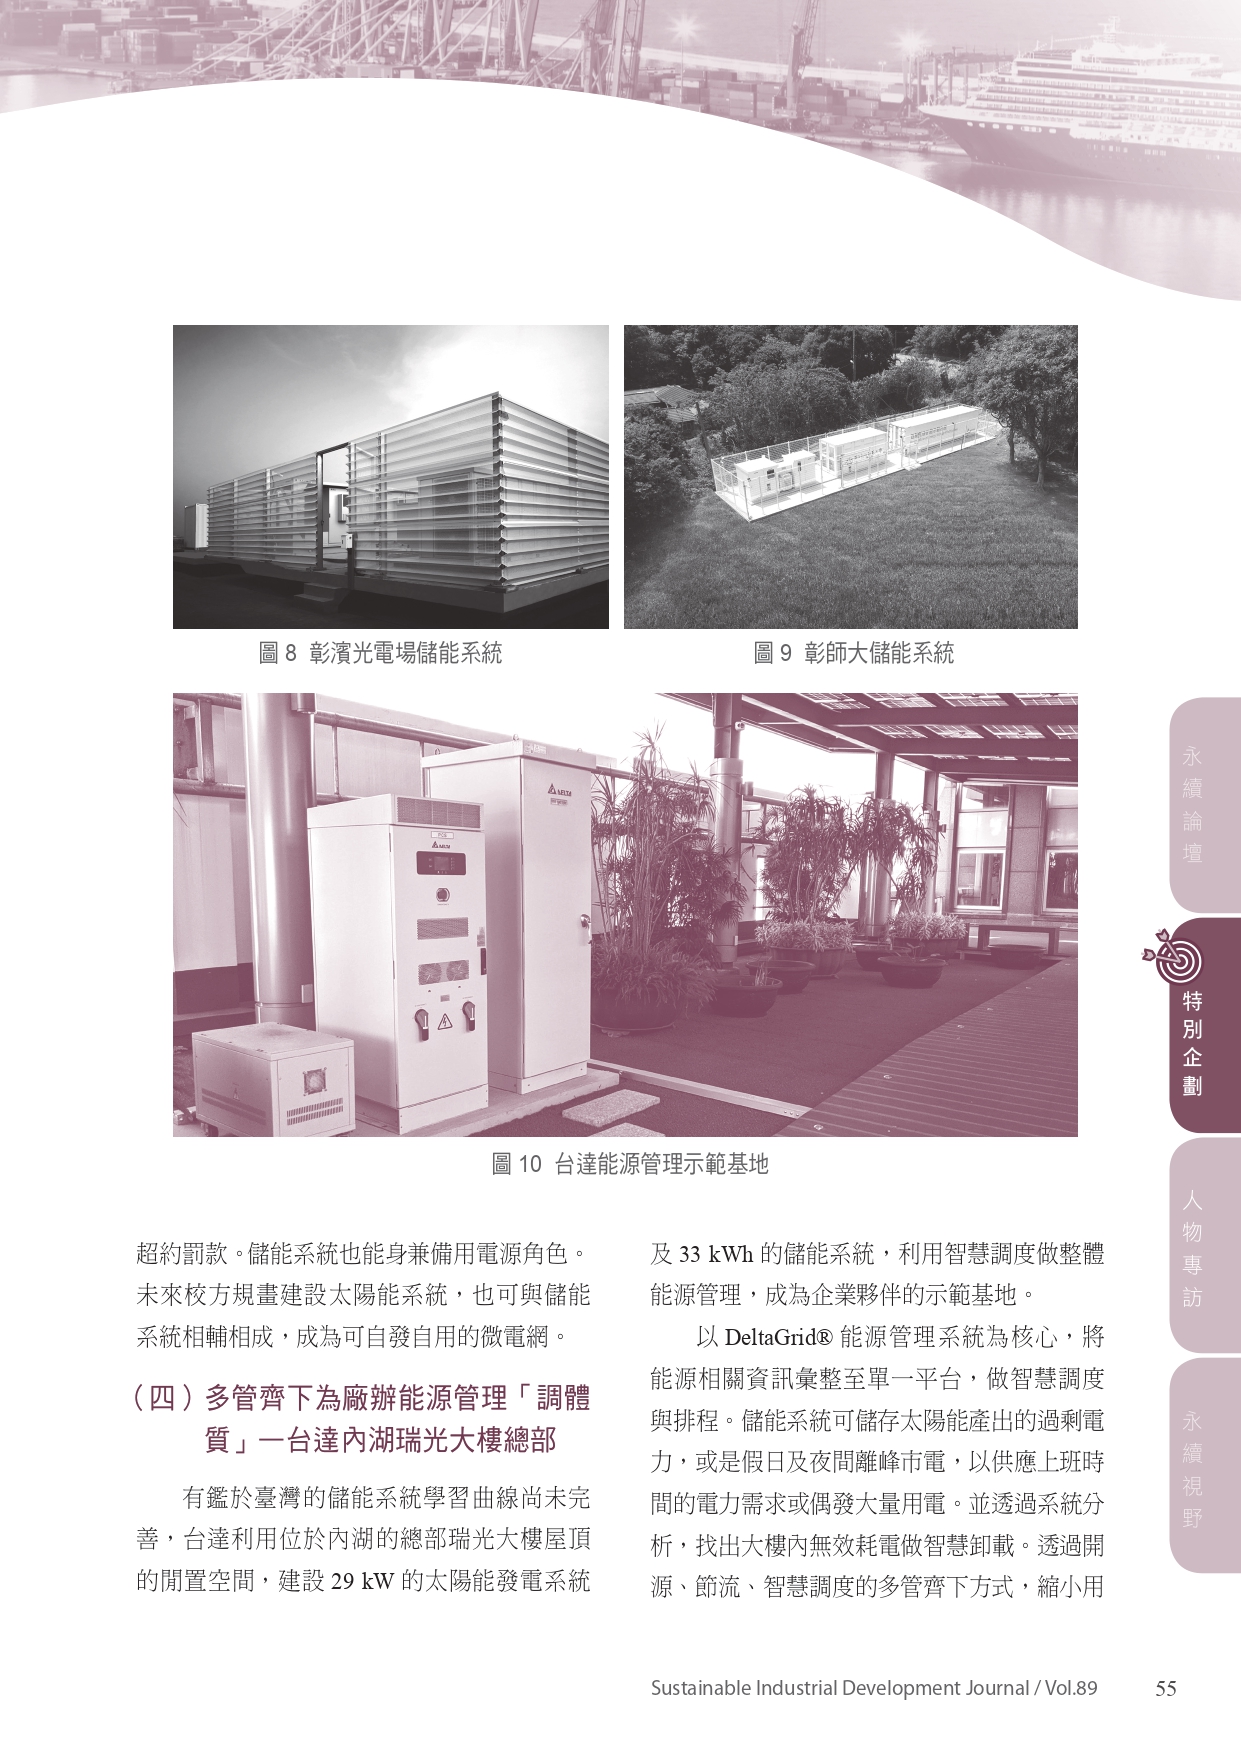 圖 8 彰濱光電場儲能系統
圖 9 彰師大儲能系統
DELTA
DELTA
圖 10 台達能源管理示範基地
超約罰款。儲能系統也能身兼備用電源角色。
未來校方規畫建設太陽能系統，也可與儲能
系統相輔相成，成為可自發自用的微電網。
（四）多管齊下為廠辦能源管理「調體
質」—台達內湖瑞光大樓總部
有鑑於臺灣的儲能系統學習曲線尚未完
善，台達利用位於內湖的總部瑞光大樓屋頂
的閒置空間，建設 29 kW 的太陽能發電系統
及 33 kWh 的儲能系統，利用智慧調度做整體
能源管理，成為企業夥伴的示範基地。
以 DeltaGrid® 能源管理系統為核心，將
能源相關資訊彙整至單一平台，做智慧調度
與排程。儲能系統可儲存太陽能產出的過剩電
力，或是假日及夜間離峰市電，以供應上班時
間的電力需求或偶發大量用電。並透過系統分
析，找出大樓內無效耗電做智慧卸載。透過開
源、節流、智慧調度的多管齊下方式，縮小用
永續論壇
特別企劃
人物專訪
永續視野
Sustainable Industrial Development Journal / Vol.89
55